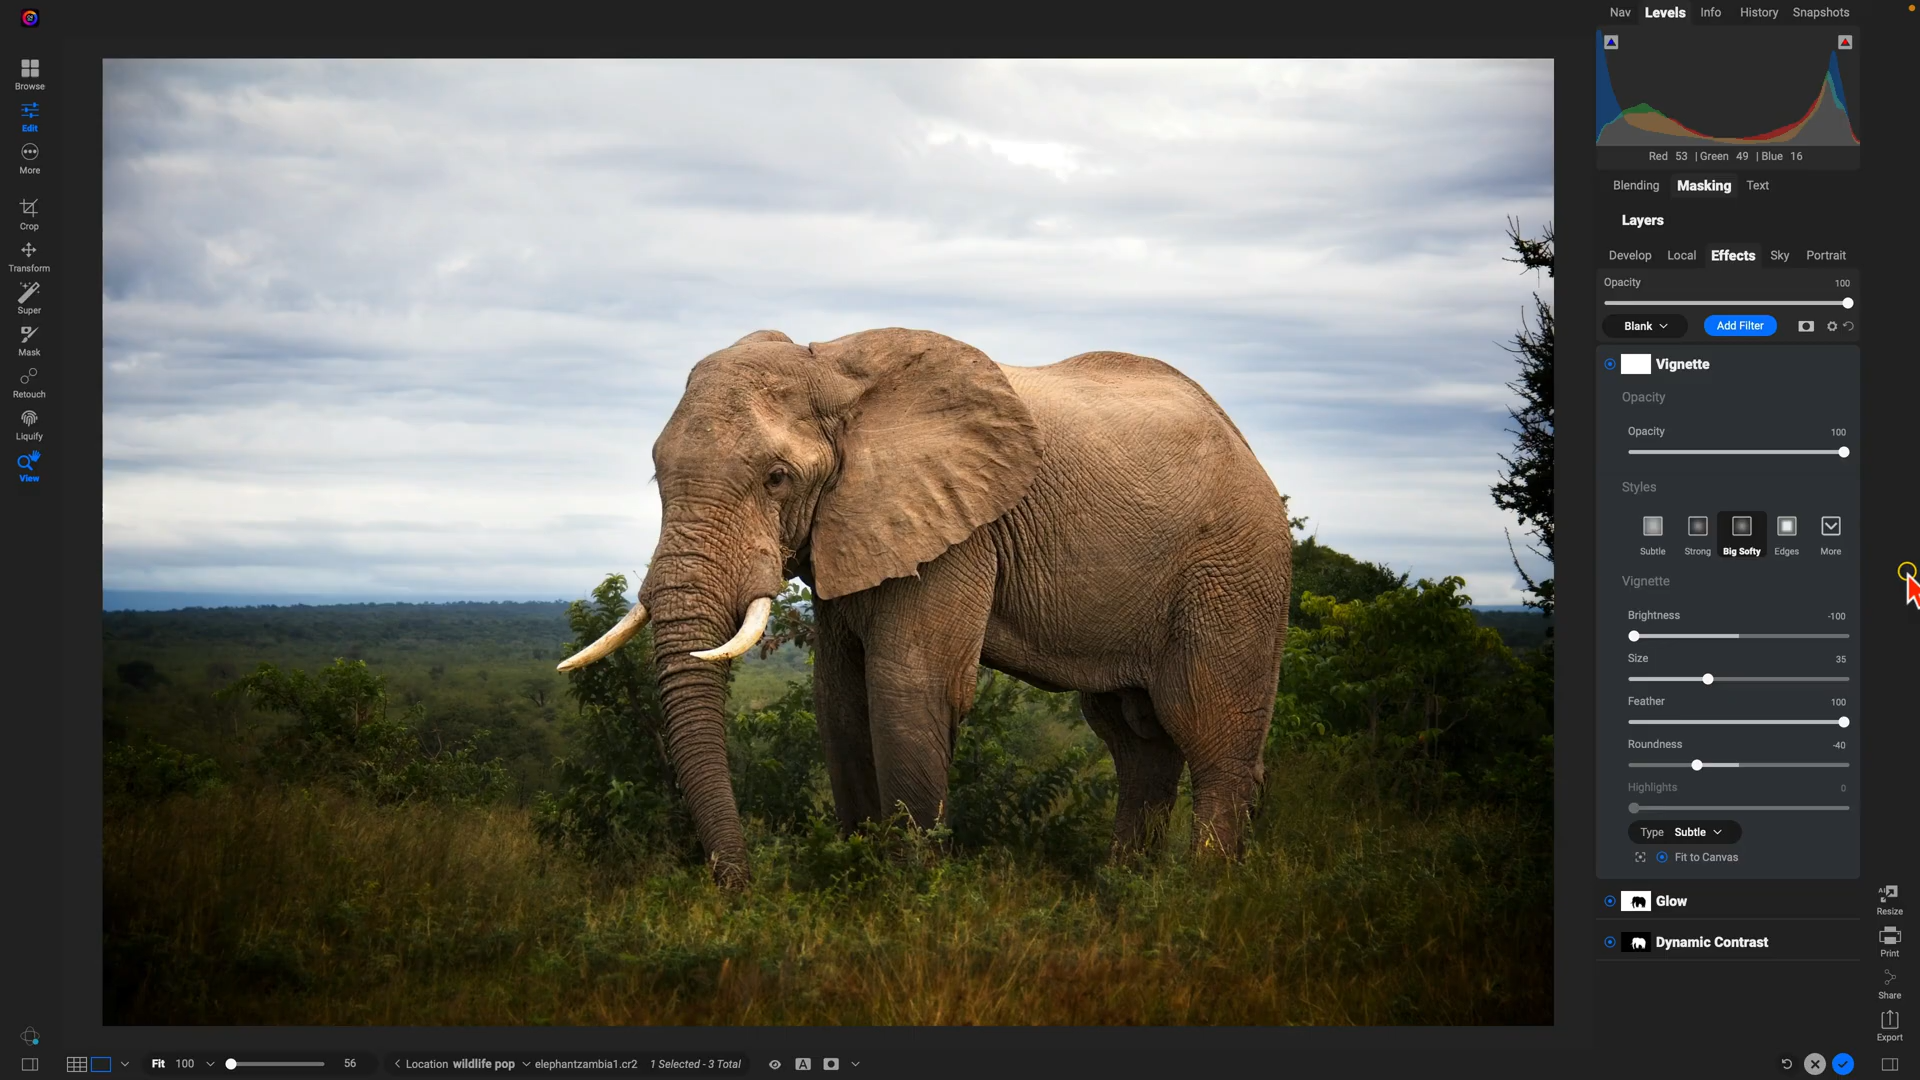 Nav Levels Info History Snapshots
Red 53 | Green 49 | Blue 16
Blending Masking Text
Layers
Develop Local Effects Sky Portrait
Opacity 100
Blank Add Filter
Vignette
Opacity
Opacity 100
Styles
Subtle Strong Big Softy Edges More
Vignette
Brightness -100
Size 35
Feather 100
Roundness -40
Highlights 0
Type Subtle
Fit to Canvas
Glow
Dynamic Contrast
Browse
Edit
More
Crop
Transform
Super
Mask
Retouch
Liquify
View
AI
Resize
Print
Share
Export
Fit 100 56 Location wildlife pop elephantzambia1.cr2 1 Selected - 3 Total A